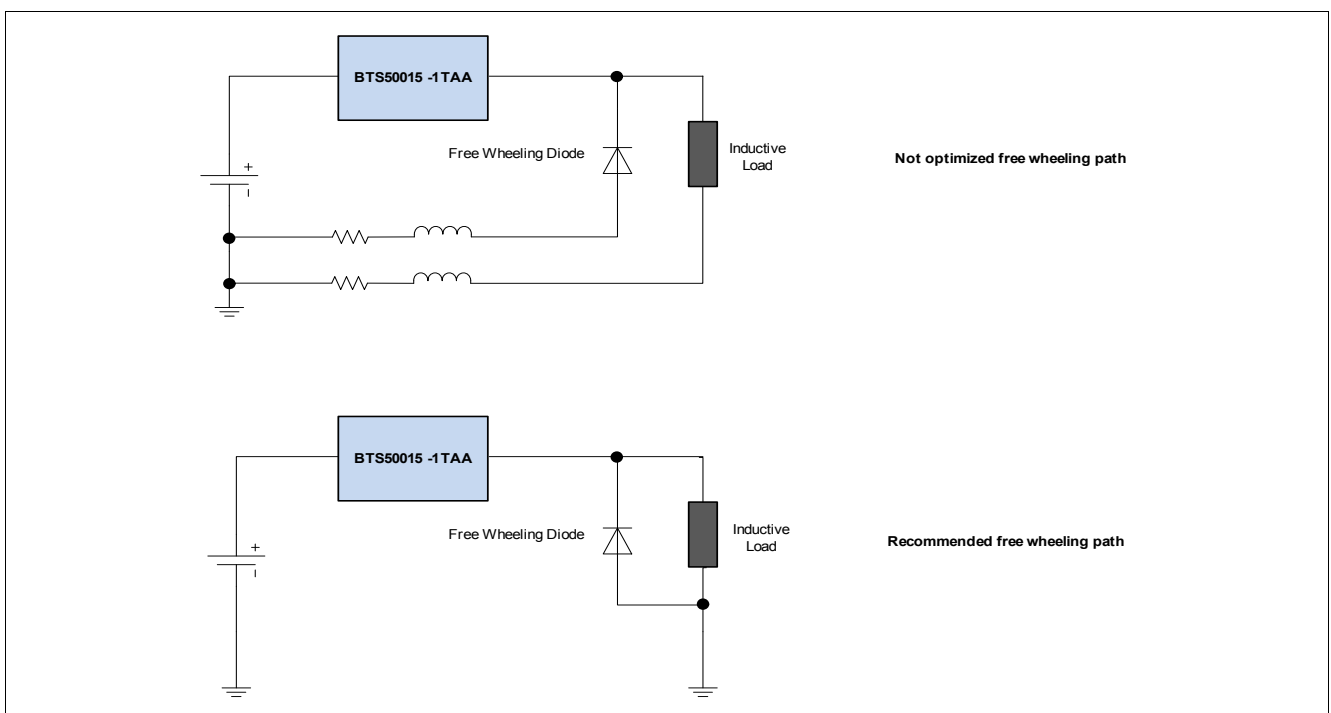 BTS50015 -1TAA
+
Free Wheeling Diode
Inductive
Load
Not optimized free wheeling path
–
BTS50015 -1TAA
Free Wheeling Diode
Inductive
Load
Recommended free wheeling path
+
–